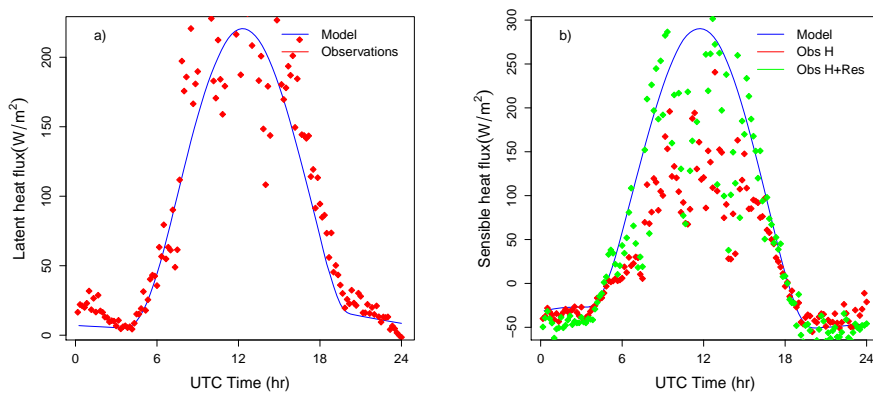 a)
Model
Observations
Latent heat flux(W/m²)
200
150
100
50
0
0
6
12
18
24
UTC Time (hr)
b)
Model
Obs H
Obs H+Res
Sensible heat flux(W/m²)
300
250
200
150
100
50
0
−50
0
6
12
18
24
UTC Time (hr)